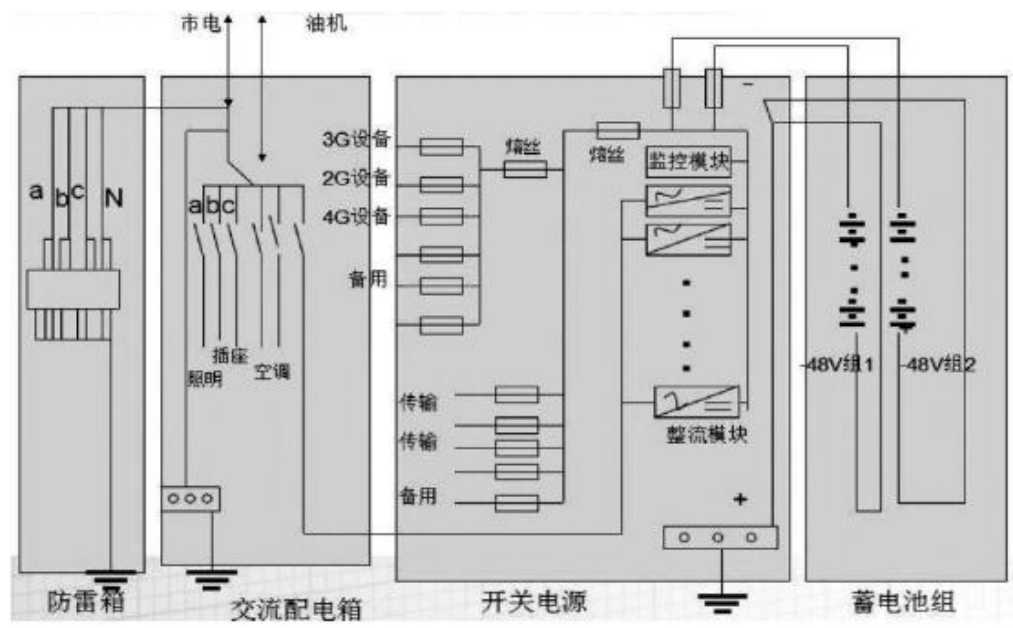 市电 油机
3G设备
熔丝
熔丝
监控模块
2G设备
a b c N
a b c
4G设备
备用
插座
空调
照明
-48V组1
-48V组2
+
传输
整流模块
传输
备用
+
−
防雷箱
交流配电箱
开关电源
蓄电池组